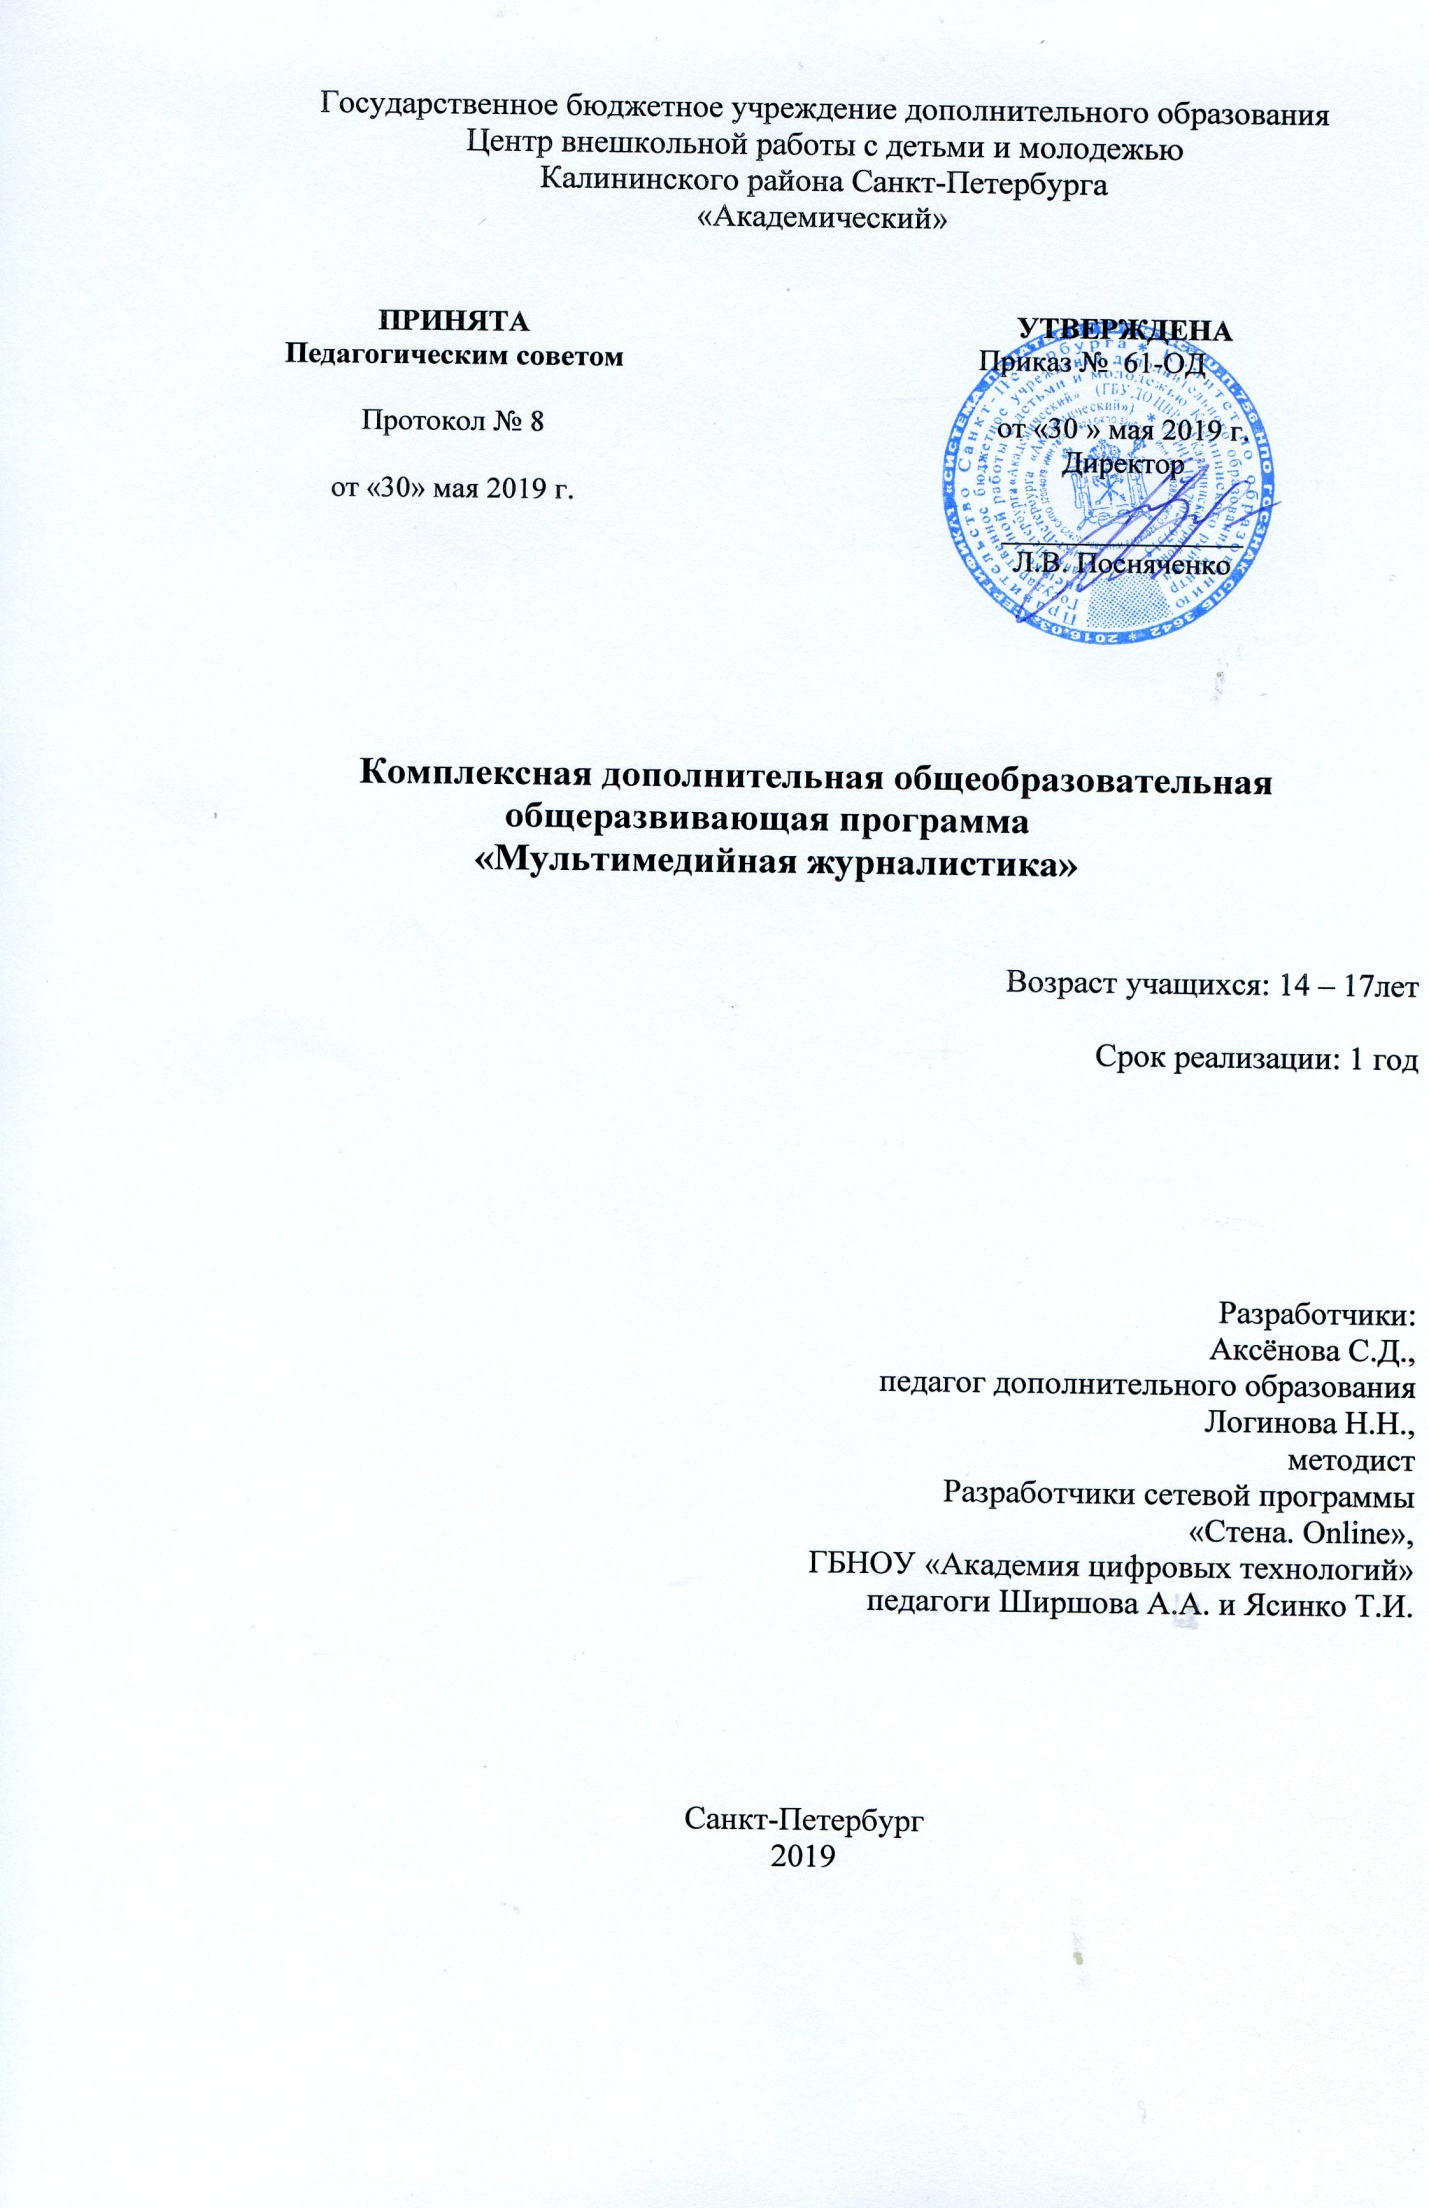 Государственное бюджетное учреждение дополнительного образования
Центр внешкольной работы с детьми и молодежью
Калининского района Санкт-Петербурга
«Академический»
ПРИНЯТА
Педагогическим советом
Протокол № 8
от «30» мая 2019 г.
УТВЕРЖДЕНА
Приказ № 61-ОД
от «30 » мая 2019 г.
Директор
Л.В. Посняченко
Комплексная дополнительная общеобразовательная
общеразвивающая программа
«Мультимедийная журналистика»
Возраст учащихся: 14 – 17лет
Срок реализации: 1 год
Разработчики:
Аксёнова С.Д.,
педагог дополнительного образования
Логинова Н.Н.,
методист
Разработчики сетевой программы
«Стена. Online»,
ГБНОУ «Академия цифровых технологий»
педагоги Ширшова А.А. и Ясинко Т.И.
Санкт-Петербург
2019